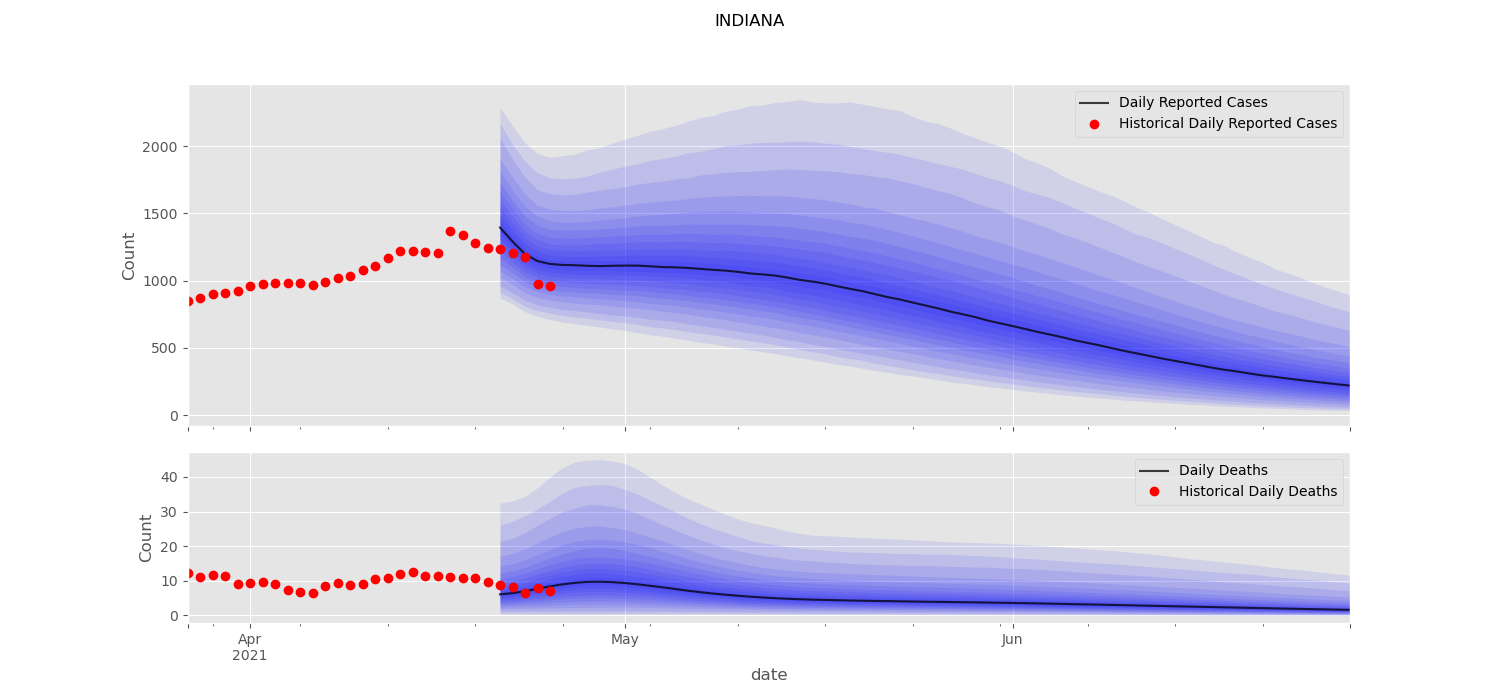 INDIANA
Daily Reported Cases
Historical Daily Reported Cases
Count
2000
1500
1000
500
0
Daily Deaths
Historical Daily Deaths
Count
40
30
20
10
0
Apr
2021
May
Jun
date